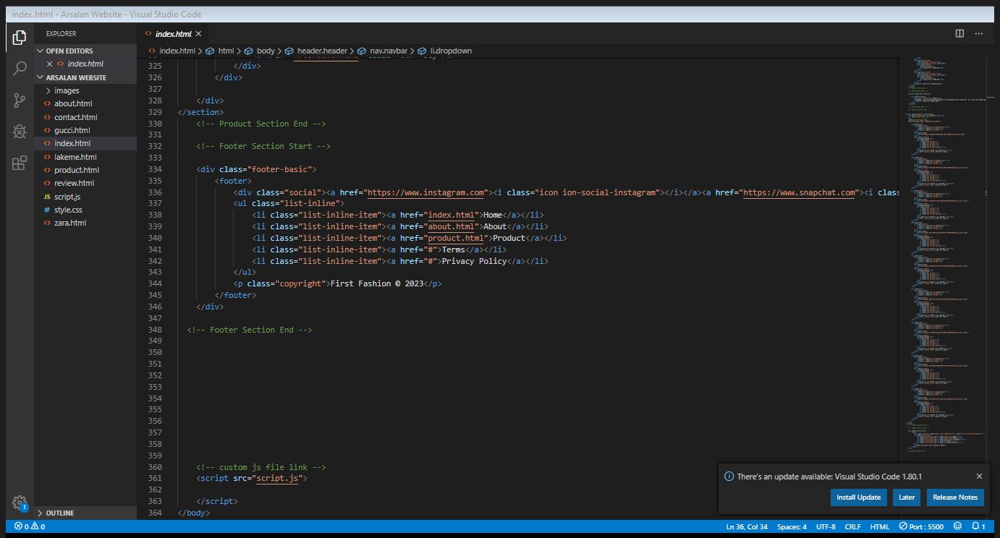 index.html - Arsalan Website - Visual Studio Code
EXPLORER
OPEN EDITORS
index.html
ARSALAN WEBSITE
images
about.html
contact.html
gucci.html
index.html
lakeme.html
product.html
review.html
script.js
style.css
zara.html
OUTLINE
index.html
index.html > html > body > header.header > nav.navbar > li.dropdown
325 </div>
326 </div>
327
328 </div>
329 </section>
330 <!-- Product Section End -->
331
332 <!-- Footer Section Start -->
333
334 <div class="footer-basic">
335 <footer>
336 <div class="social"><a href="https://www.instagram.com"><i class="icon ion-social-instagram"></i></a><a href="https://www.snapchat.com"><i class
337 <ul class="list-inline">
338 <li class="list-inline-item"><a href="index.html">Home</a></li>
339 <li class="list-inline-item"><a href="about.html">About</a></li>
340 <li class="list-inline-item"><a href="product.html">Product</a></li>
341 <li class="list-inline-item"><a href="#">Terms</a></li>
342 <li class="list-inline-item"><a href="#">Privacy Policy</a></li>
343 </ul>
344 <p class="copyright">First Fashion © 2023</p>
345 </footer>
346 </div>
347
348 <!-- Footer Section End -->
349
350
351
352
353
354
355
356
357
358
359
360 <!-- custom js file link -->
361 <script src="script.js">
362
363 </script>
364 </body>
There's an update available: Visual Studio Code 1.80.1
Install Update
Later
Release Notes
1
0 0
Ln 36, Col 34
Spaces: 4
UTF-8
CRLF
HTML
Port : 5500
1